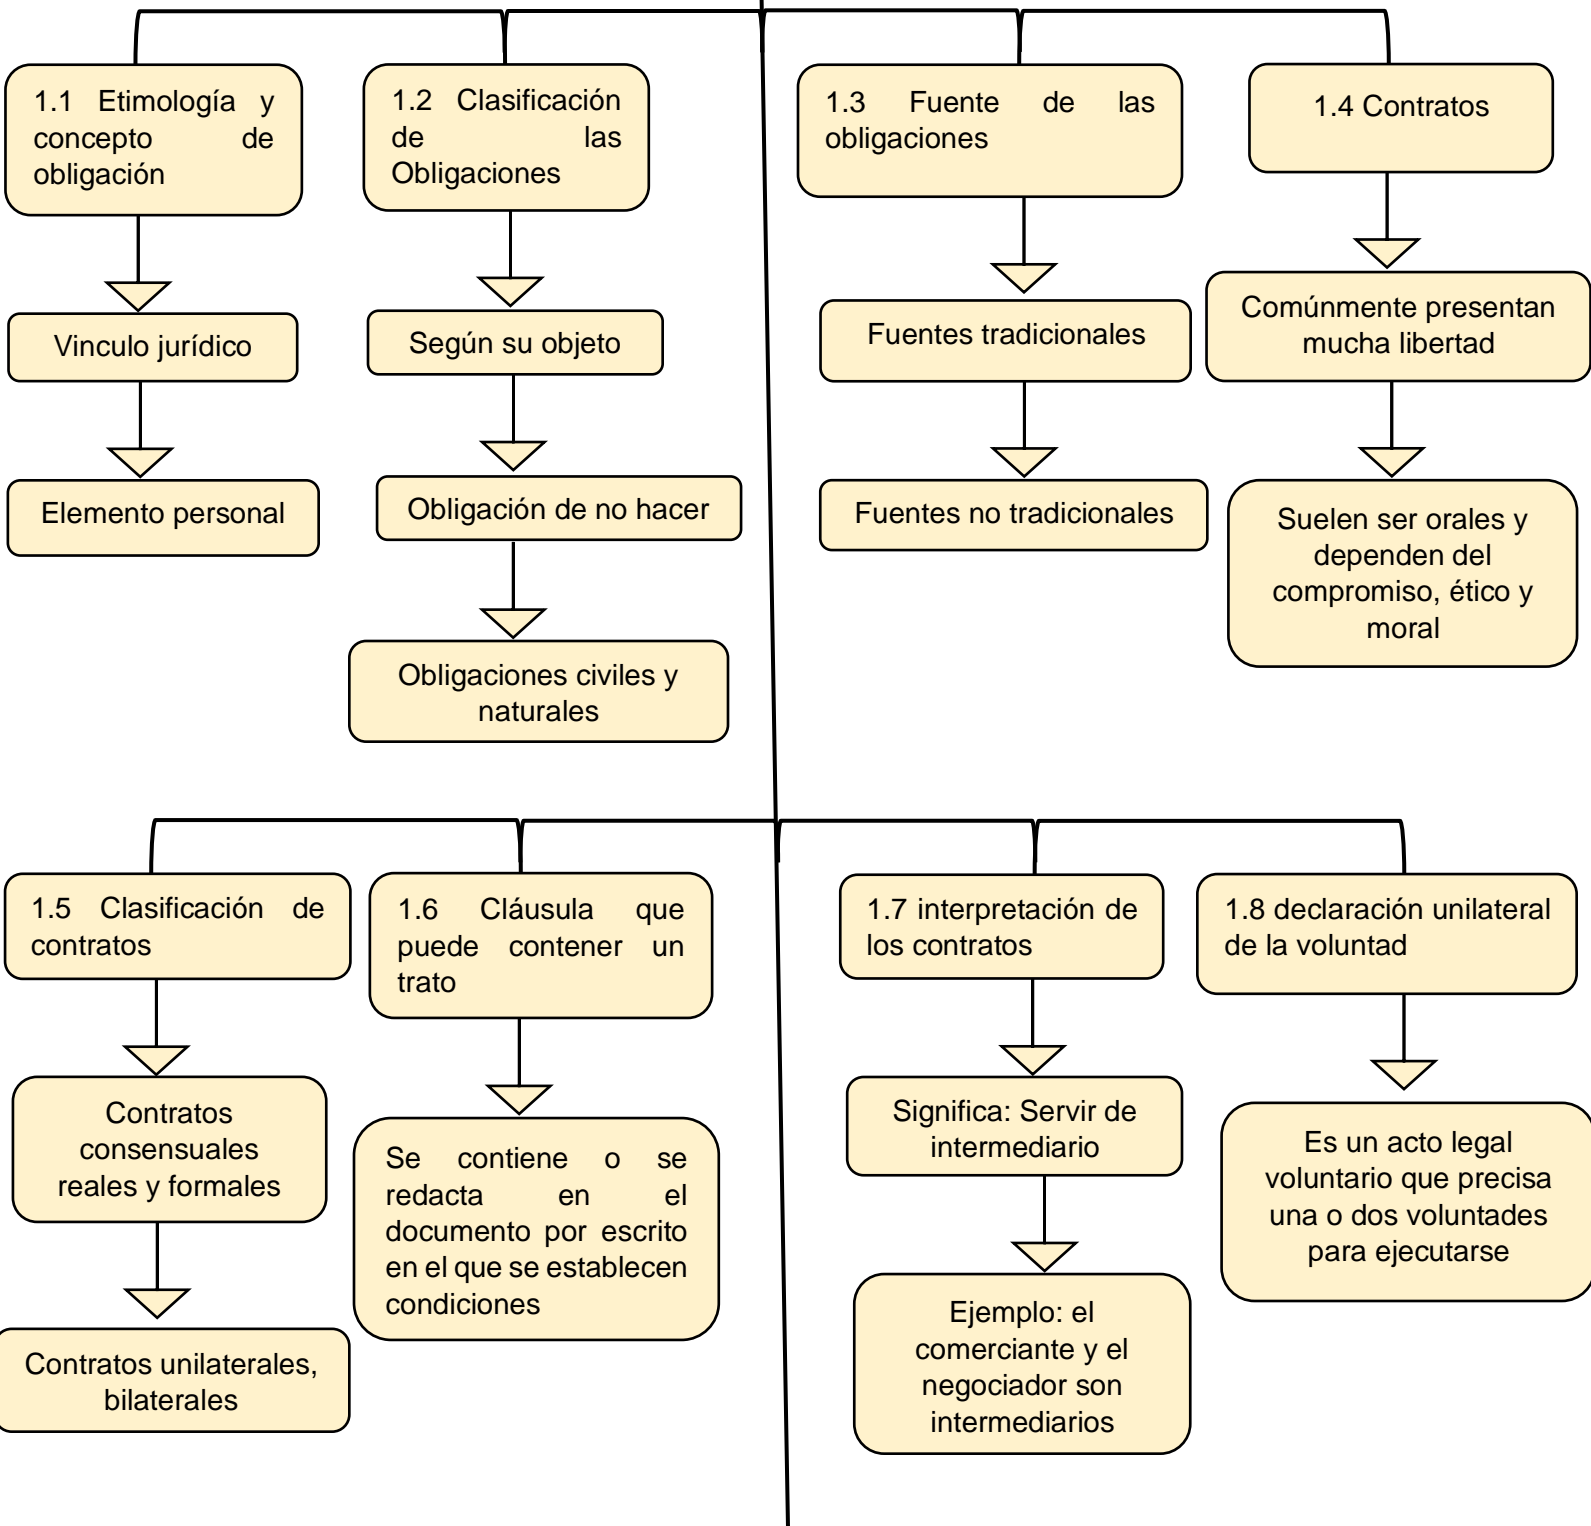 1.1 Etimología y
concepto de
obligación
Vinculo jurídico
Elemento personal
1.2 Clasificación
de las
Obligaciones
Según su objeto
Obligación de no hacer
Obligaciones civiles y
naturales
1.3 Fuente de las
obligaciones
Fuentes tradicionales
Fuentes no tradicionales
1.4 Contratos
Comúnmente presentan
mucha libertad
Suelen ser orales y
dependen del
compromiso, ético y
moral
1.5 Clasificación de
contratos
Contratos
consensuales
reales y formales
Contratos unilaterales,
bilaterales
1.6 Cláusula que
puede contener un
trato
Se contiene o se
redacta en el
documento por escrito
en el que se establecen
condiciones
1.7 interpretación de
los contratos
Significa: Servir de
intermediario
Ejemplo: el
comerciante y el
negociador son
intermediarios
1.8 declaración unilateral
de la voluntad
Es un acto legal
voluntario que precisa
una o dos voluntades
para ejecutarse